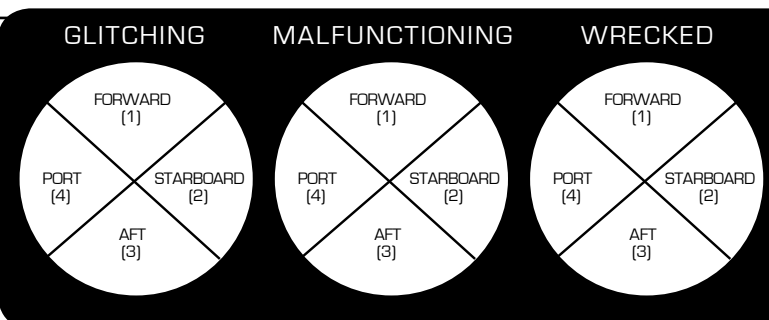 GLITCHING
FORWARD
(1)
PORT
(4)
STARBOARD
(2)
AFT
(3)
MALFUNCTIONING
FORWARD
(1)
PORT
(4)
STARBOARD
(2)
AFT
(3)
WRECKED
FORWARD
(1)
PORT
(4)
STARBOARD
(2)
AFT
(3)